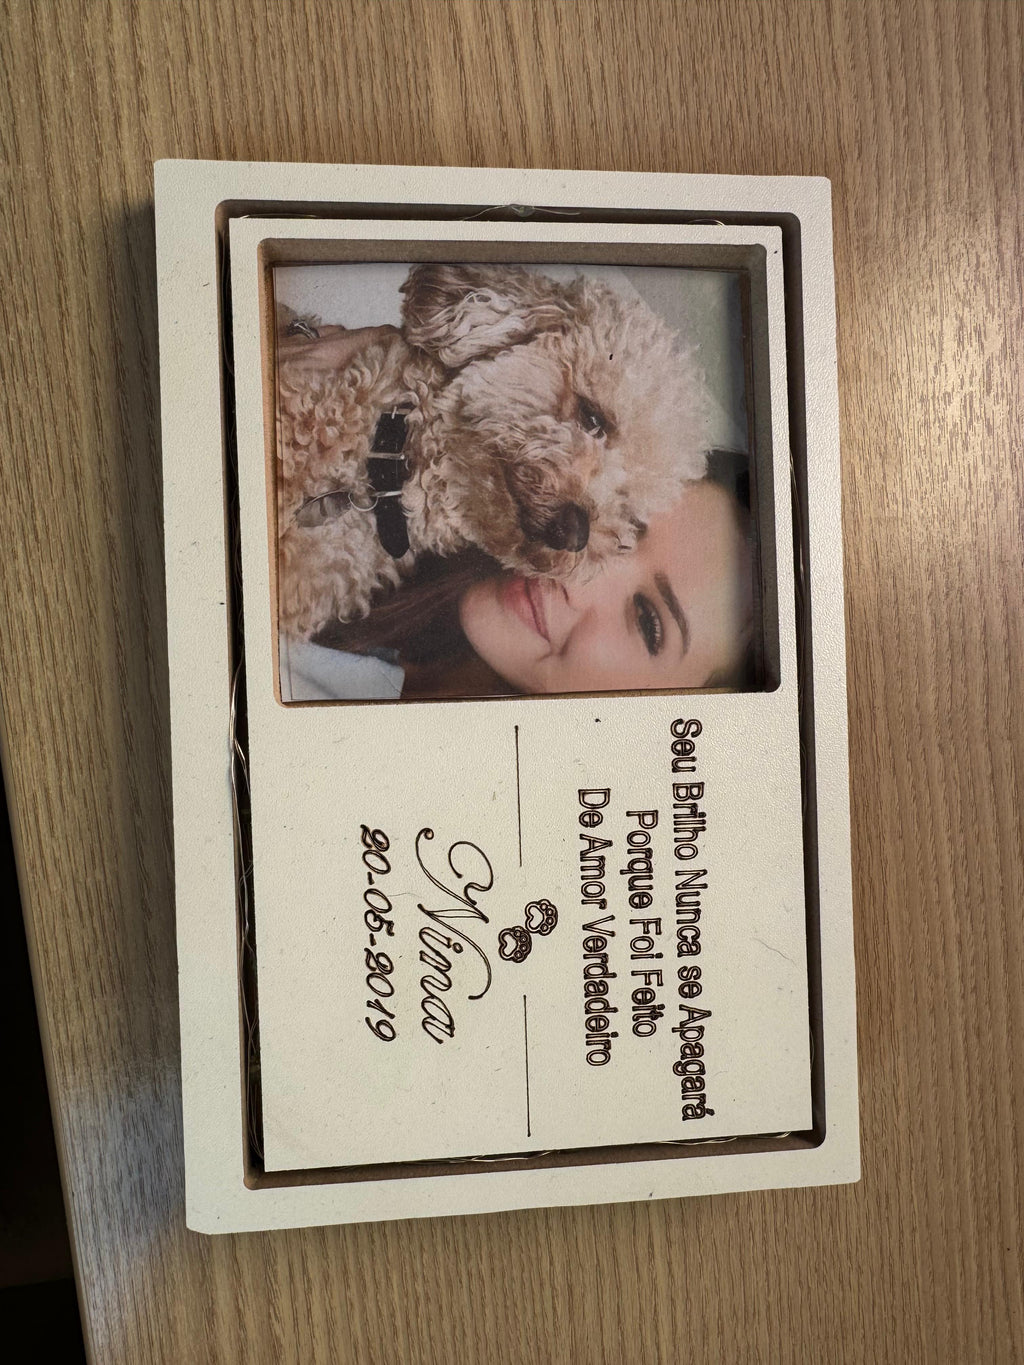 Seu Brilho Nunca se Apagará
Porque Foi Feito
De Amor Verdadeiro
Nina
20-05-2019